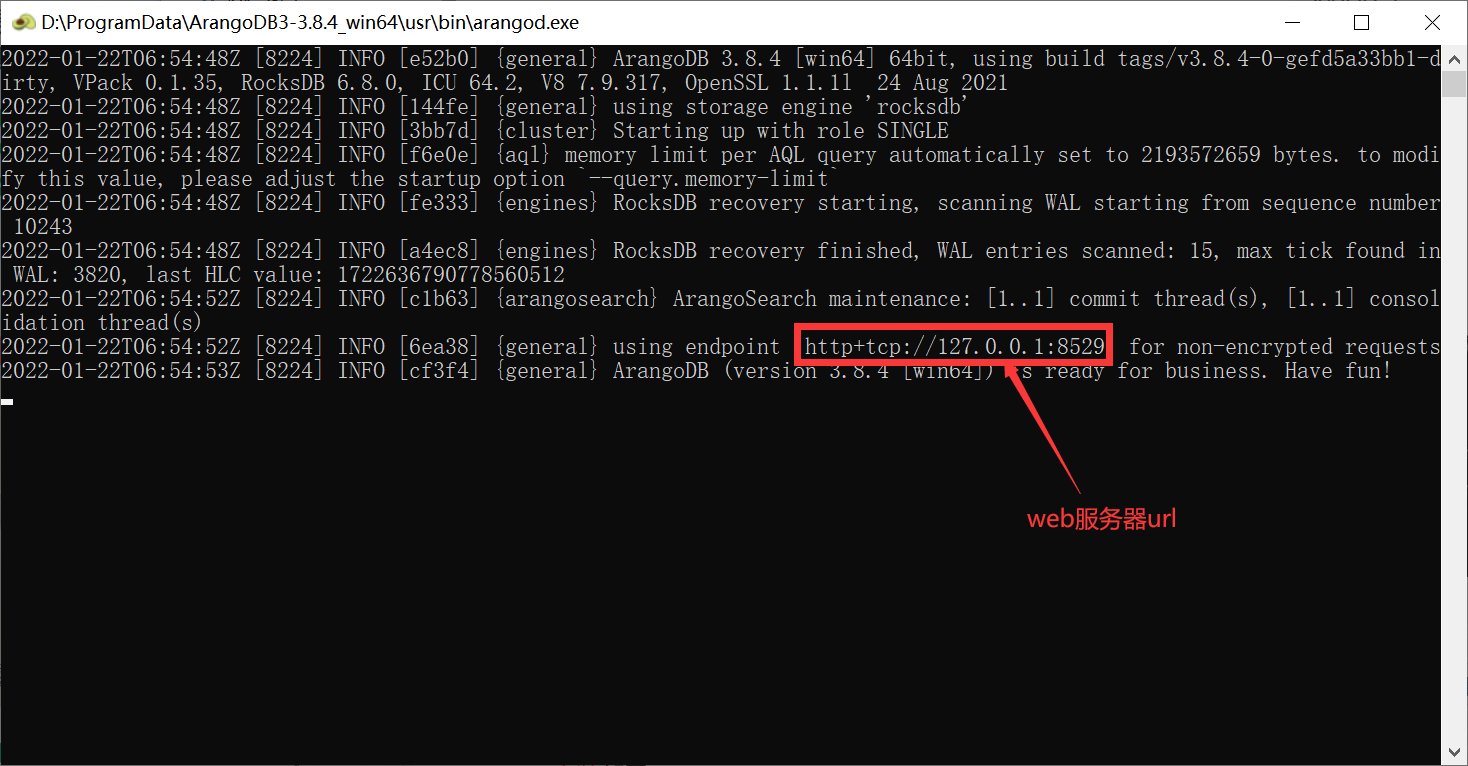 D:\ProgramData\ArangoDB3-3.8.4_win64\usr\bin\arangod.exe
2022-01-22T06:54:48Z [8224] INFO [e52b0] {general} ArangoDB 3.8.4 [win64] 64bit, using build tags/v3.8.4-0-gefd5a33bb1-d
irty, VPack 0.1.35, RocksDB 6.8.0, ICU 64.2, V8 7.9.317, OpenSSL 1.1.1l  24 Aug 2021
2022-01-22T06:54:48Z [8224] INFO [144fe] {general} using storage engine 'rocksdb'
2022-01-22T06:54:48Z [8224] INFO [3bb7d] {cluster} Starting up with role SINGLE
2022-01-22T06:54:48Z [8224] INFO [f6e0e] {aql} memory limit per AQL query automatically set to 2193572659 bytes. to modi
fy this value, please adjust the startup option `--query.memory-limit`
2022-01-22T06:54:48Z [8224] INFO [fe333] {engines} RocksDB recovery starting, scanning WAL starting from sequence number
 10243
2022-01-22T06:54:48Z [8224] INFO [a4ec8] {engines} RocksDB recovery finished, WAL entries scanned: 15, max tick found in
 WAL: 3820, last HLC value: 1722636790778560512
2022-01-22T06:54:52Z [8224] INFO [c1b63] {arangosearch} ArangoSearch maintenance: [1..1] commit thread(s), [1..1] consol
idation thread(s)
2022-01-22T06:54:52Z [8224] INFO [6ea38] {general} using endpoint 'http+tcp://127.0.0.1:8529' for non-encrypted requests
2022-01-22T06:54:53Z [8224] INFO [cf3f4] {general} ArangoDB (version 3.8.4 [win64]) is ready for business. Have fun!
web服务器url